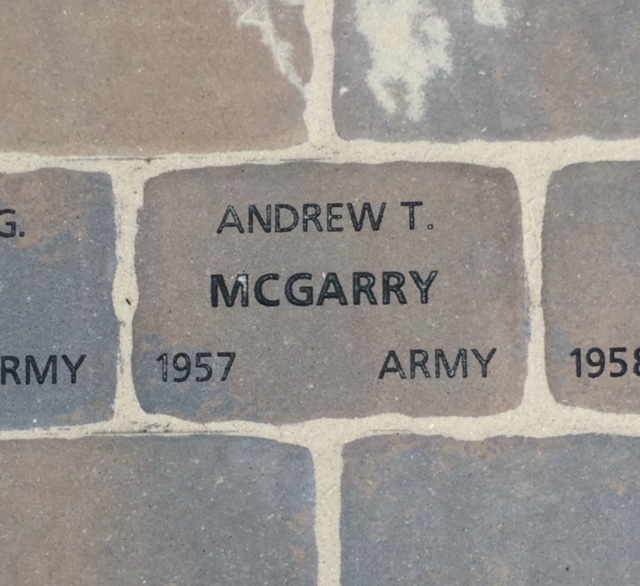 ANDREW T.
MCGARRY
1957 ARMY
G.